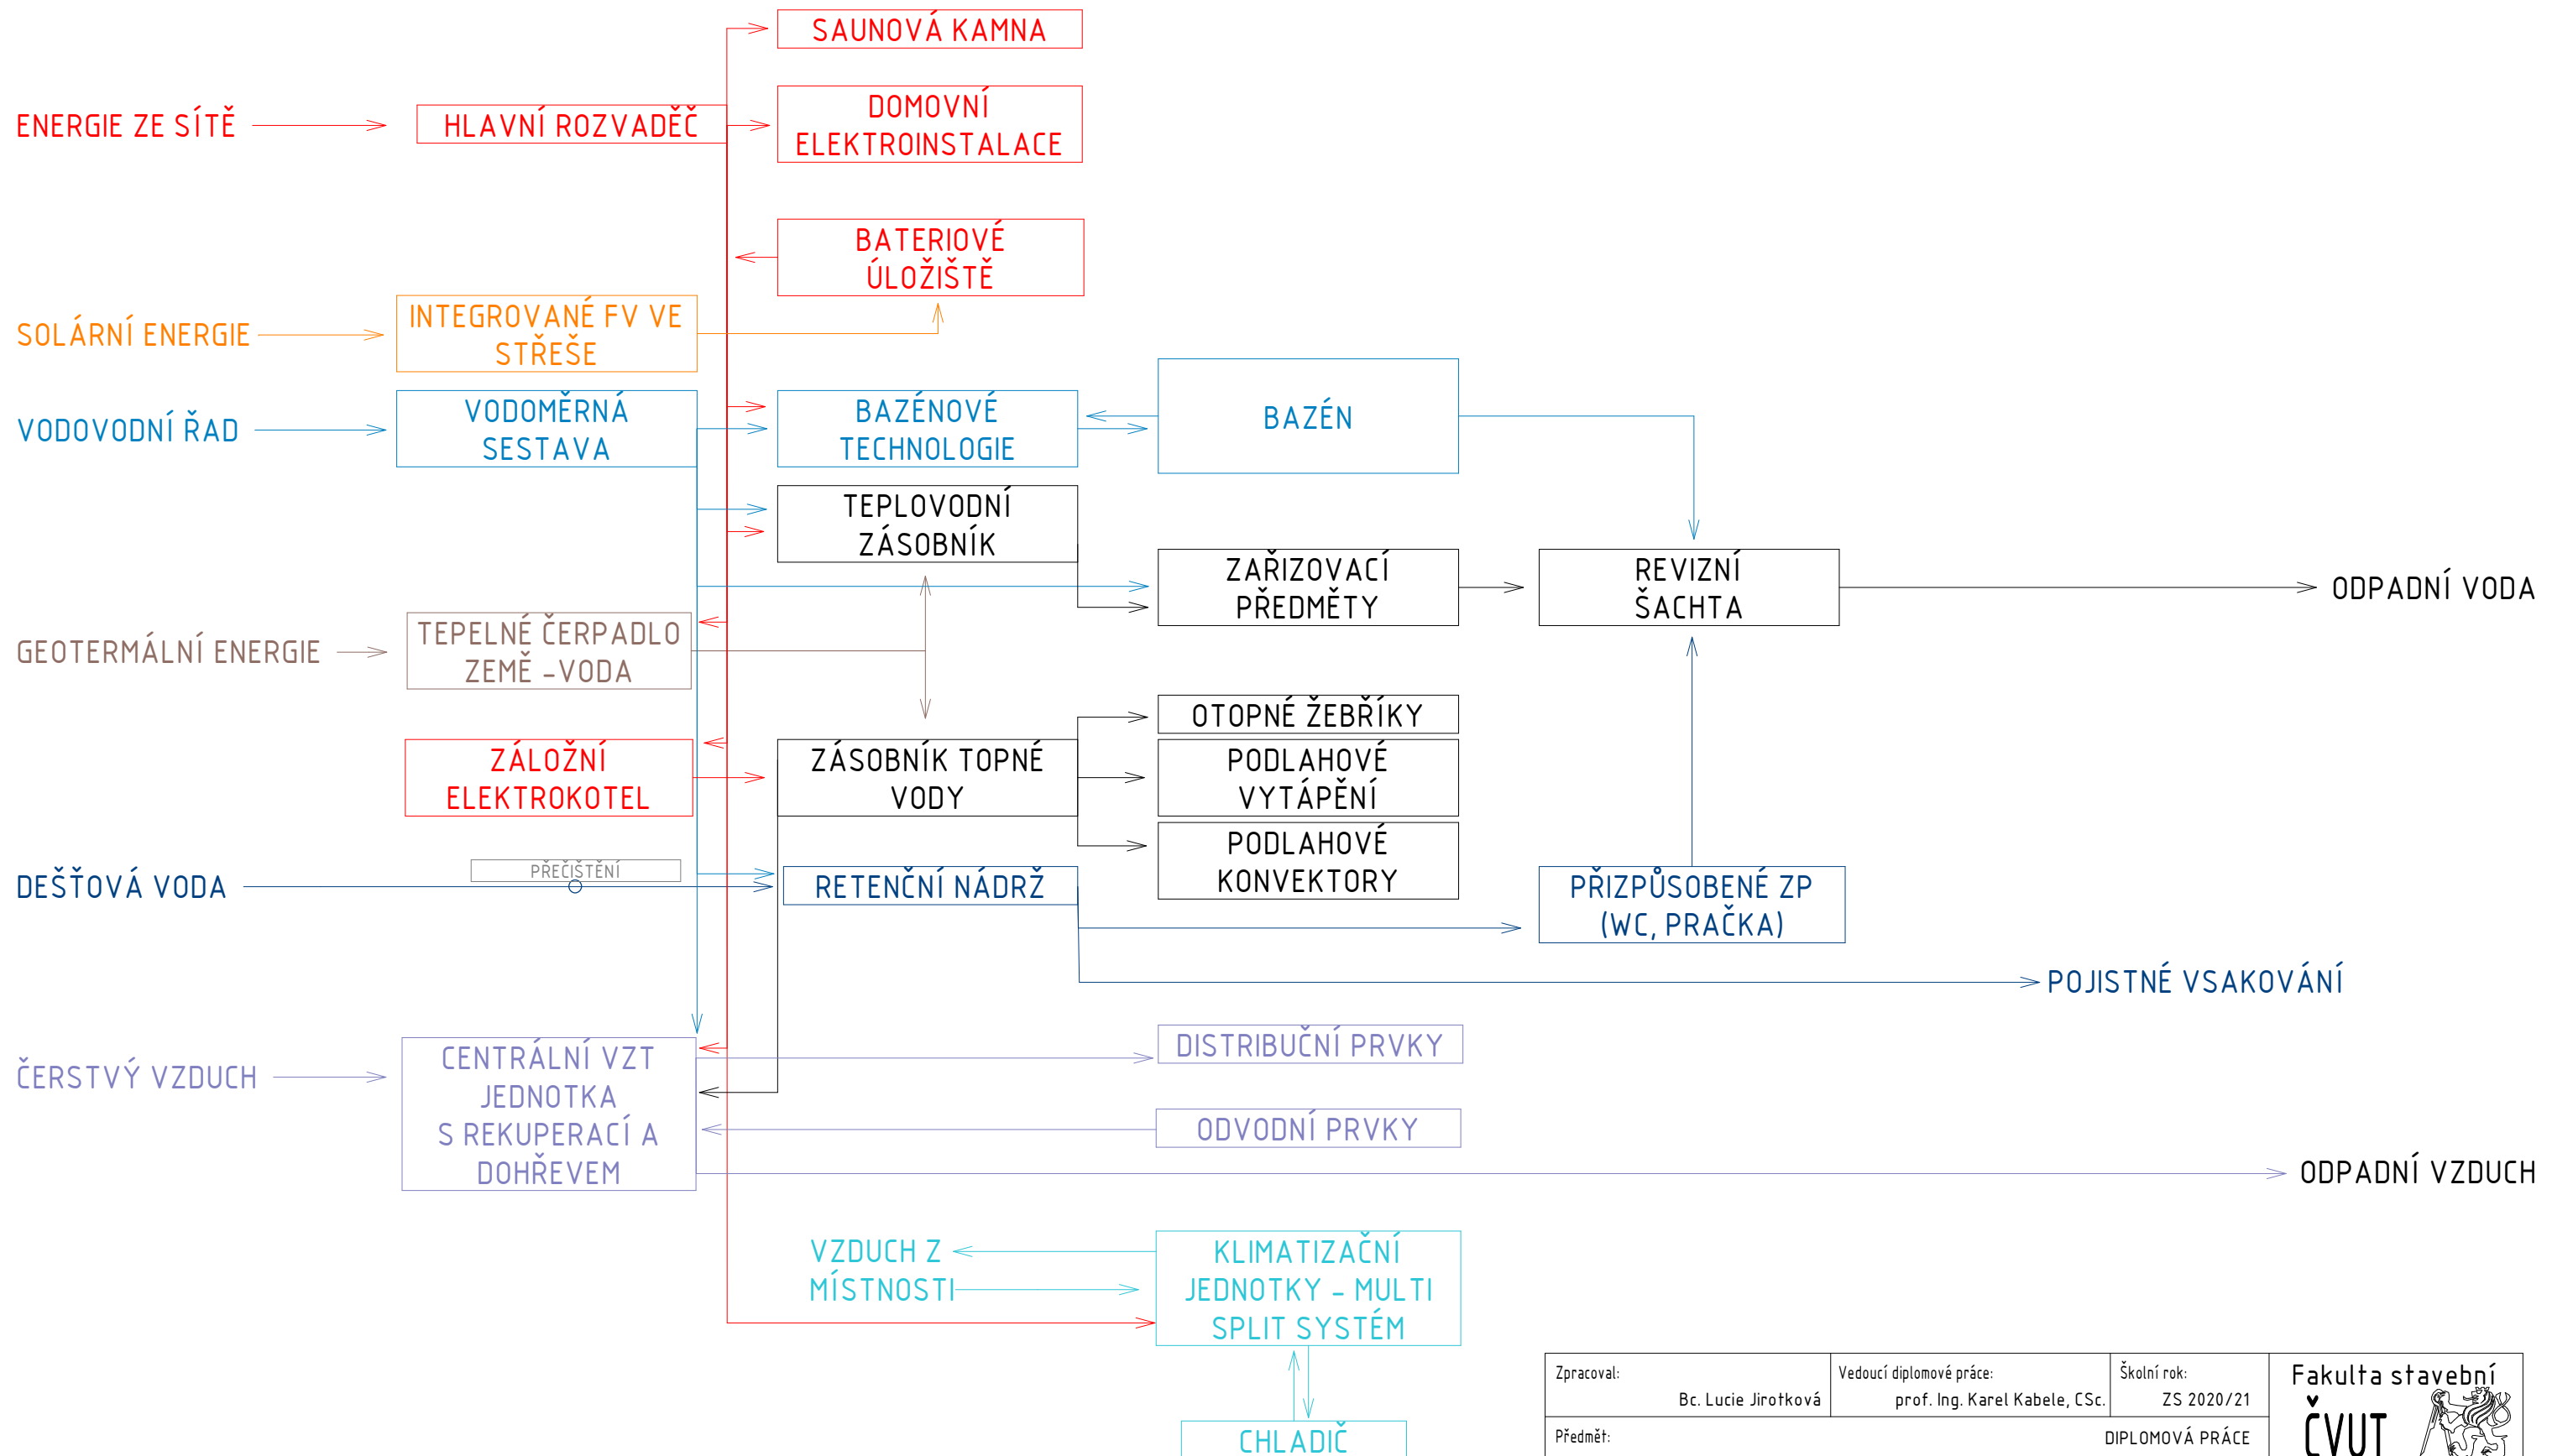 SAUNOVÁ KAMNA
ENERGIE ZE SÍTĚ
HLAVNÍ ROZVADĚČ
DOMOVNÍ
ELEKTROINSTALACE
BATERIOVÉ
ÚLOŽIŠTĚ
SOLÁRNÍ ENERGIE
INTEGROVANÉ FV VE
STŘEŠE
VODOVODNÍ ŘAD
VODOMĚRNÁ
SESTAVA
BAZÉNOVÉ
TECHNOLOGIE
BAZÉN
TEPLOVODNÍ
ZÁSOBNÍK
ZAŘIZOVACÍ
PŘEDMĚTY
REVIZNÍ
ŠACHTA
ODPADNÍ VODA
GEOTERMÁLNÍ ENERGIE
TEPELNÉ ČERPADLO
ZEMĚ -VODA
OTOPNÉ ŽEBŘÍKY
ZÁLOŽNÍ
ELEKTROKOTEL
ZÁSOBNÍK TOPNÉ
VODY
PODLAHOVÉ
VYTÁPĚNÍ
PODLAHOVÉ
KONVEKTORY
DEŠŤOVÁ VODA
PŘEČIŠTĚNÍ
RETENČNÍ NÁDRŽ
PŘIZPŮSOBENÉ ZP
(WC, PRAČKA)
POJISTNÉ VSAKOVÁNÍ
ČERSTVÝ VZDUCH
CENTRÁLNÍ VZT
JEDNOTKA
S REKUPERACÍ A
DOHŘEVEM
DISTRIBUČNÍ PRVKY
ODVODNÍ PRVKY
ODPADNÍ VZDUCH
VZDUCH Z
MÍSTNOSTI
KLIMATIZAČNÍ
JEDNOTKY - MULTI
SPLIT SYSTÉM
CHLADIČ
Zpracoval:
Bc. Lucie Jirotková
Vedoucí diplomové práce:
prof. Ing. Karel Kabele, CSc.
Školní rok:
ZS 2020/21
Předmět:
DIPLOMOVÁ PRÁCE
Fakulta stavební
ČVUT